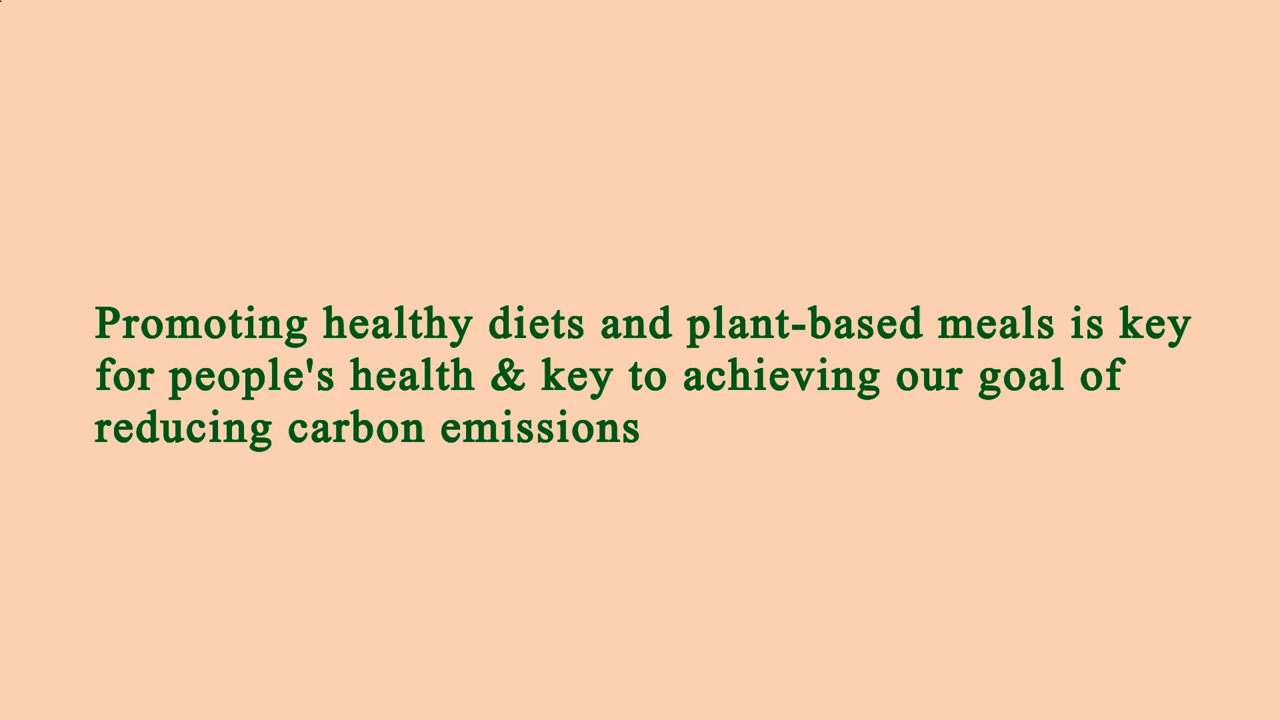 Promoting healthy diets and plant-based meals is key
for people's health & key to achieving our goal of
reducing carbon emissions